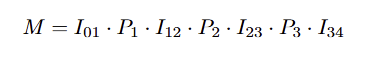 M = I₀₁ · P₁ · I₁₂ · P₂ · I₂₃ · P₃ · I₃₄